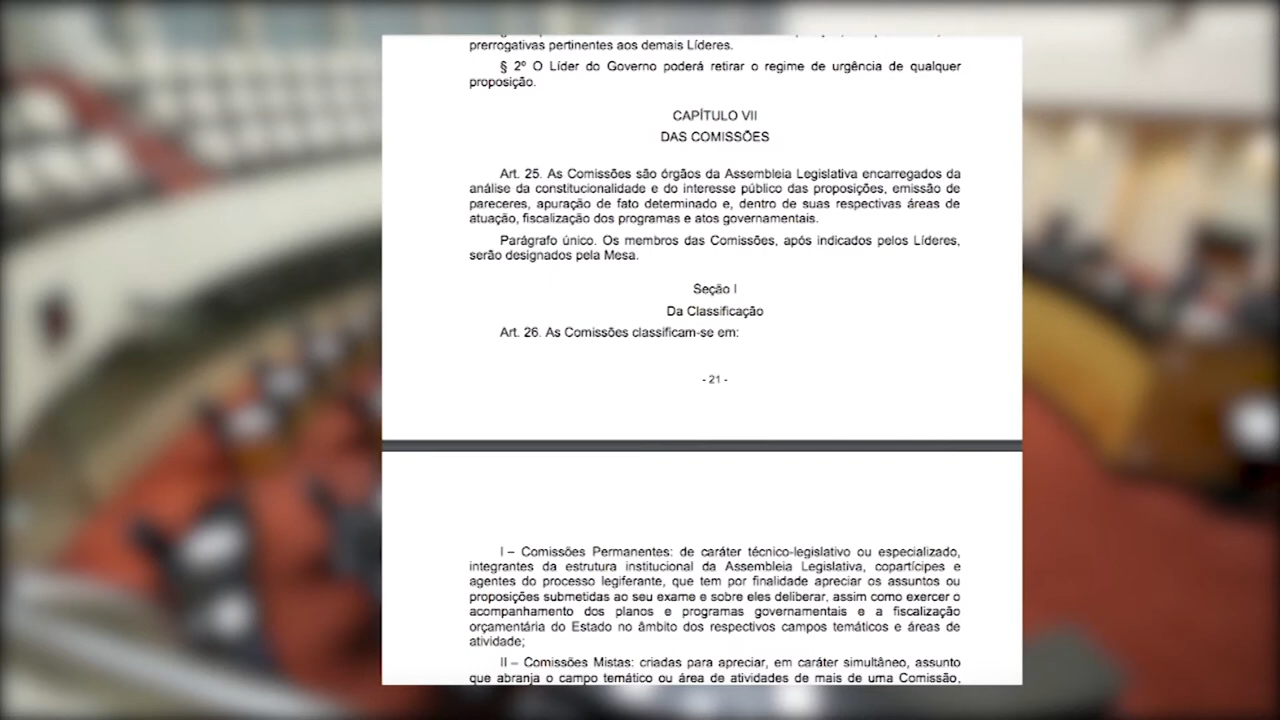 prerrogativas pertinentes aos demais Líderes.
§ 2º O Líder do Governo poderá retirar o regime de urgência de qualquer
proposição.
CAPÍTULO VII
DAS COMISSÕES
Art. 25. As Comissões são órgãos da Assembleia Legislativa encarregados da
análise da constitucionalidade e do interesse público das proposições, emissão de
pareceres, apuração de fato determinado e, dentro de suas respectivas áreas de
atuação, fiscalização dos programas e atos governamentais.
Parágrafo único. Os membros das Comissões, após indicados pelos Líderes,
serão designados pela Mesa.
Seção I
Da Classificação
Art. 26. As Comissões classificam-se em:
- 21 -
I – Comissões Permanentes: de caráter técnico-legislativo ou especializado,
integrantes da estrutura institucional da Assembleia Legislativa, copartícipes e
agentes do processo legiferante, que tem por finalidade apreciar os assuntos ou
proposições submetidas ao seu exame e sobre eles deliberar, assim como exercer o
acompanhamento dos planos e programas governamentais e a fiscalização
orçamentária do Estado no âmbito dos respectivos campos temáticos e áreas de
atividade;
II – Comissões Mistas: criadas para apreciar, em caráter simultâneo, assunto
que abranja o campo temático ou área de atividades de mais de uma Comissão,